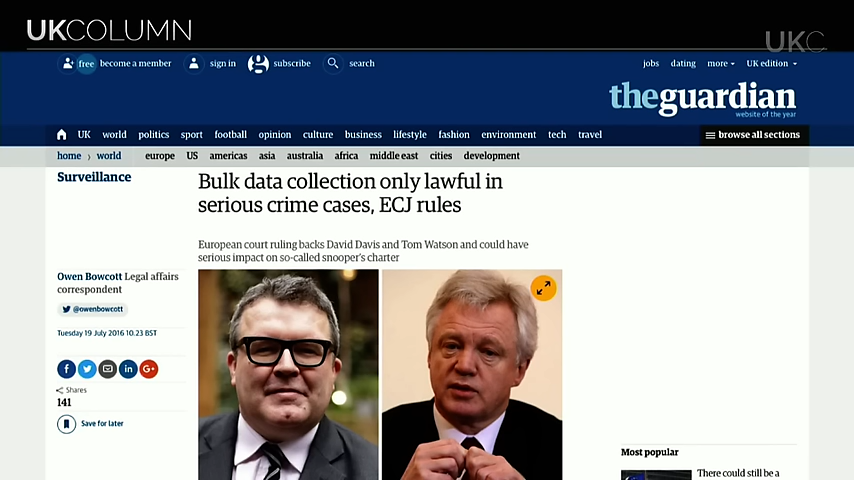 UKCOLUMN
UKC
free become a member
sign in
subscribe
search
jobs
dating
more
UK edition
theguardian
website of the year
UK world politics sport football opinion culture business lifestyle fashion environment tech travel
browse all sections
home › world
europe US americas asia australia africa middle east cities development
Surveillance
Bulk data collection only lawful in
serious crime cases, ECJ rules
European court ruling backs David Davis and Tom Watson and could have
serious impact on so-called snooper's charter
Owen Bowcott Legal affairs
correspondent
@owenbowcott
Tuesday 19 July 2016 10.23 BST
Shares
141
Save for later
Most popular
There could still be a